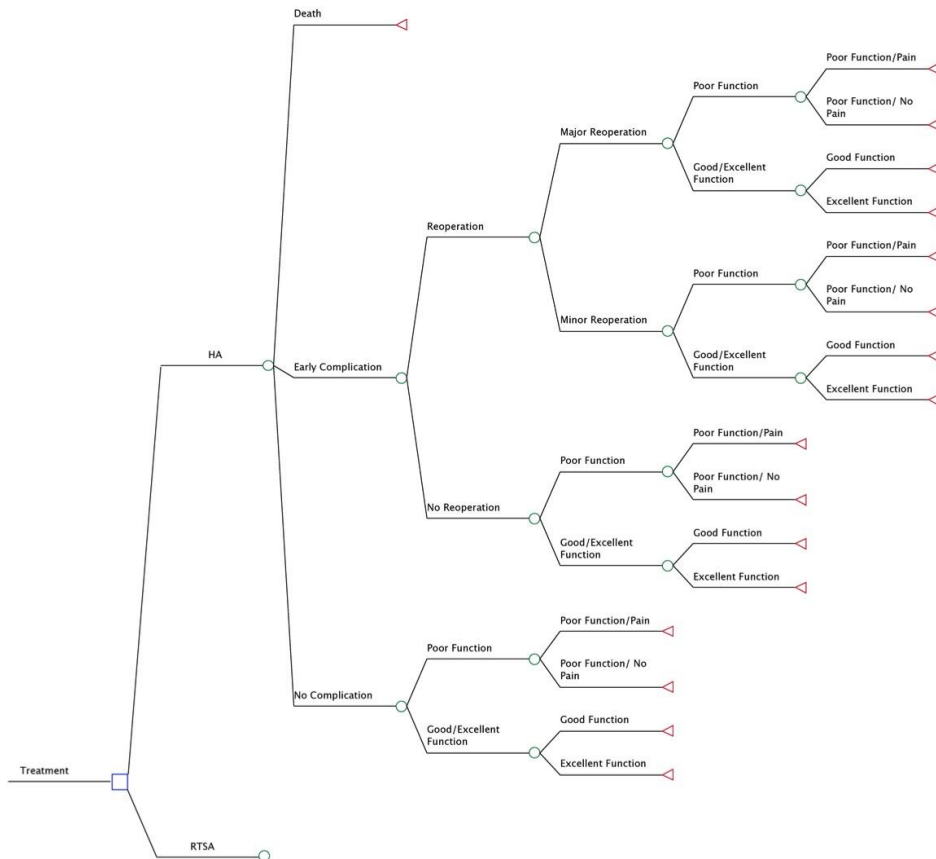 Death
Poor Function/Pain
Poor Function
Poor Function/ No
Pain
Major Reoperation
Good/Excellent
Function
Good Function
Excellent Function
Reoperation
Poor Function/Pain
Poor Function
Poor Function/ No
Pain
Minor Reoperation
Good/Excellent
Function
Good Function
Excellent Function
HA
Early Complication
Poor Function/Pain
Poor Function
Poor Function/ No
Pain
No Reoperation
Good/Excellent
Function
Good Function
Excellent Function
Poor Function/Pain
Poor Function
Poor Function/ No
Pain
No Complication
Good/Excellent
Function
Good Function
Excellent Function
Treatment
RTSA